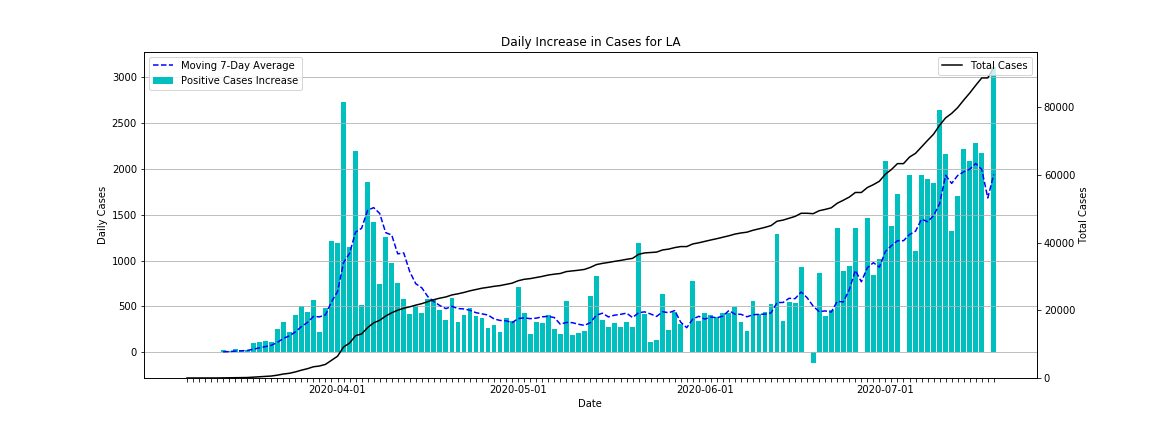 Daily Increase in Cases for LA
Moving 7-Day Average
Positive Cases Increase
Total Cases
3000
2500
2000
1500
1000
500
0
Daily Cases
80000
60000
40000
20000
0
Total Cases
2020-04-01
2020-05-01
2020-06-01
2020-07-01
Date